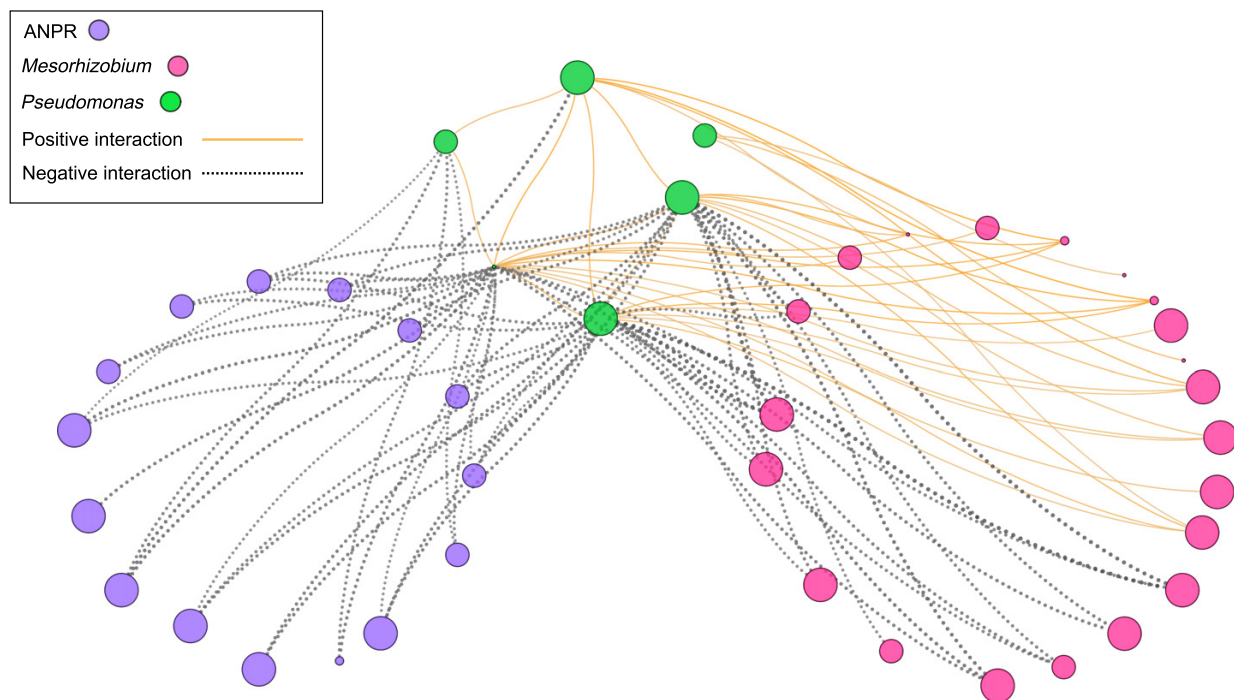 ANPR
Mesorhizobium
Pseudomonas
Positive interaction
Negative interaction